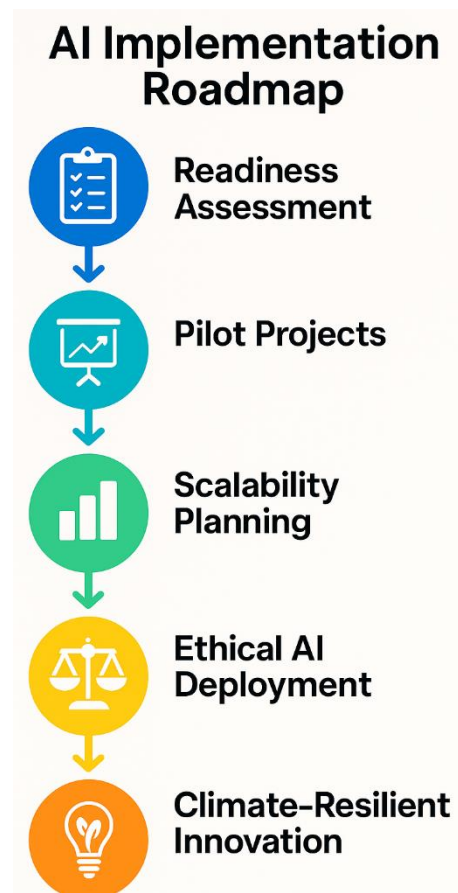 AI Implementation
Roadmap
Readiness
Assessment
Pilot Projects
Scalability
Planning
Ethical AI
Deployment
Climate-Resilient
Innovation